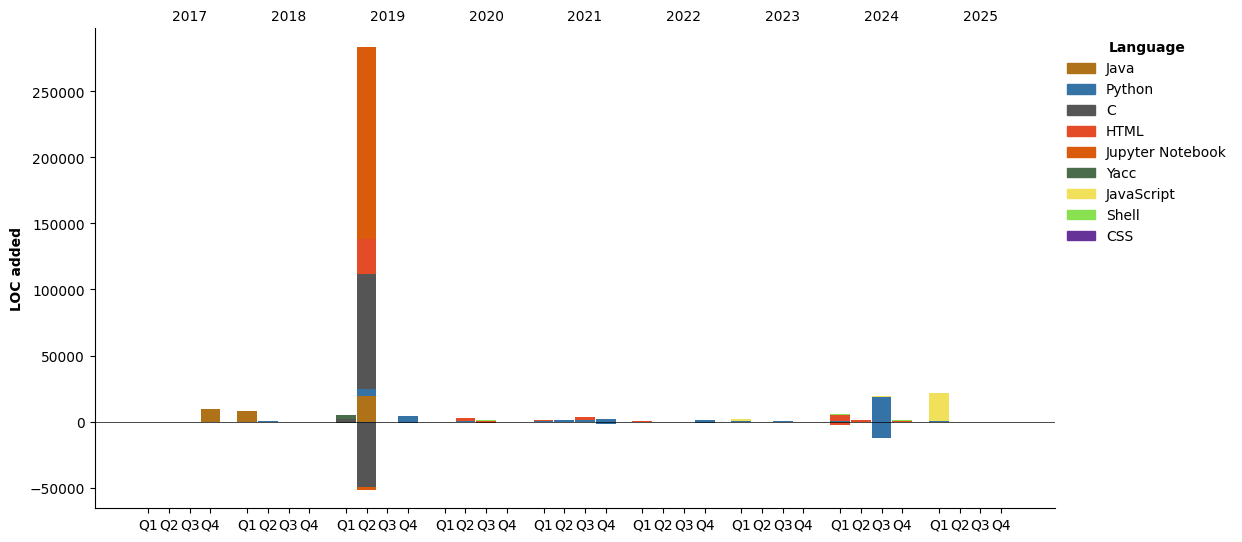 2017 2018 2019 2020 2021 2022 2023 2024 2025
Language
Java
Python
C
HTML
Jupyter Notebook
Yacc
JavaScript
Shell
CSS
LOC added
250000
200000
150000
100000
50000
0
−50000
Q1 Q2 Q3 Q4 Q1 Q2 Q3 Q4 Q1 Q2 Q3 Q4 Q1 Q2 Q3 Q4 Q1 Q2 Q3 Q4 Q1 Q2 Q3 Q4 Q1 Q2 Q3 Q4 Q1 Q2 Q3 Q4 Q1 Q2 Q3 Q4